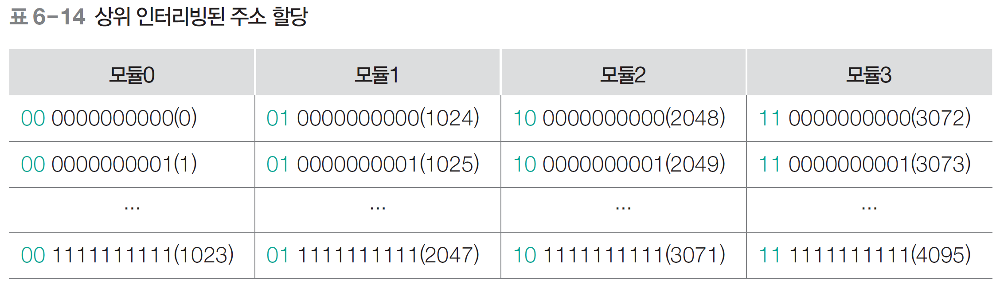 표 6-14 상위 인터리빙된 주소 할당
모듈0 모듈1 모듈2 모듈3
00 0000000000(0) 01 0000000000(1024) 10 0000000000(2048) 11 0000000000(3072)
00 0000000001(1) 01 0000000001(1025) 10 0000000001(2049) 11 0000000001(3073)
… … … …
00 1111111111(1023) 01 1111111111(2047) 10 1111111111(3071) 11 1111111111(4095)